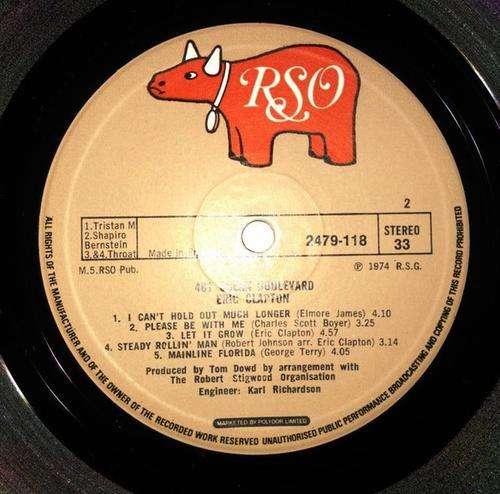 RSO
2
1.Tristan M
2.Shapiro
Bernstein
3.&4.Throat
Made in
2479-118
STEREO
33
M.5.RSO Pub.
℗ 1974 R.S.G.
461 OCEAN BOULEVARD
ERIC CLAPTON
1. I CAN'T HOLD OUT MUCH LONGER (Elmore James) 4.10
2. PLEASE BE WITH ME (Charles Scott Boyer) 3.25
3. LET IT GROW (Eric Clapton) 4.57
4. STEADY ROLLIN' MAN (Robert Johnson arr. Eric Clapton) 3.14
5. MAINLINE FLORIDA (George Terry) 4.05
Produced by Tom Dowd by arrangement with
The Robert Stigwood Organisation
Engineer: Karl Richardson
MARKETED BY POLYDOR LIMITED
ALL RIGHTS OF THE MANUFACTURER AND OF THE OWNER OF THE RECORDED WORK RESERVED UNAUTHORISED PUBLIC PERFORMANCE BROADCASTING AND COPYING OF THIS RECORD PROHIBITED